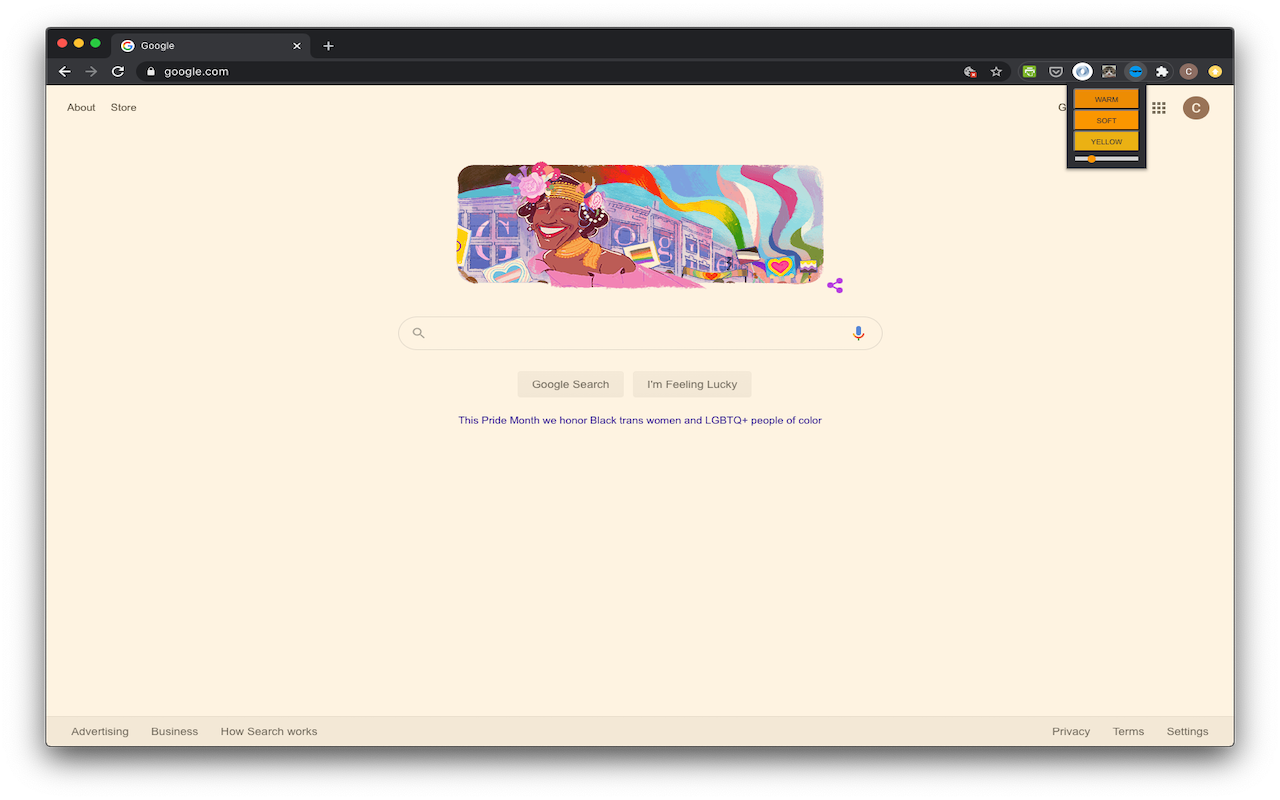 Google
google.com
C
About Store
G
C
WARM
SOFT
YELLOW
G o g
Google Search I'm Feeling Lucky
This Pride Month we honor Black trans women and LGBTQ+ people of color
Advertising Business How Search works Privacy Terms Settings